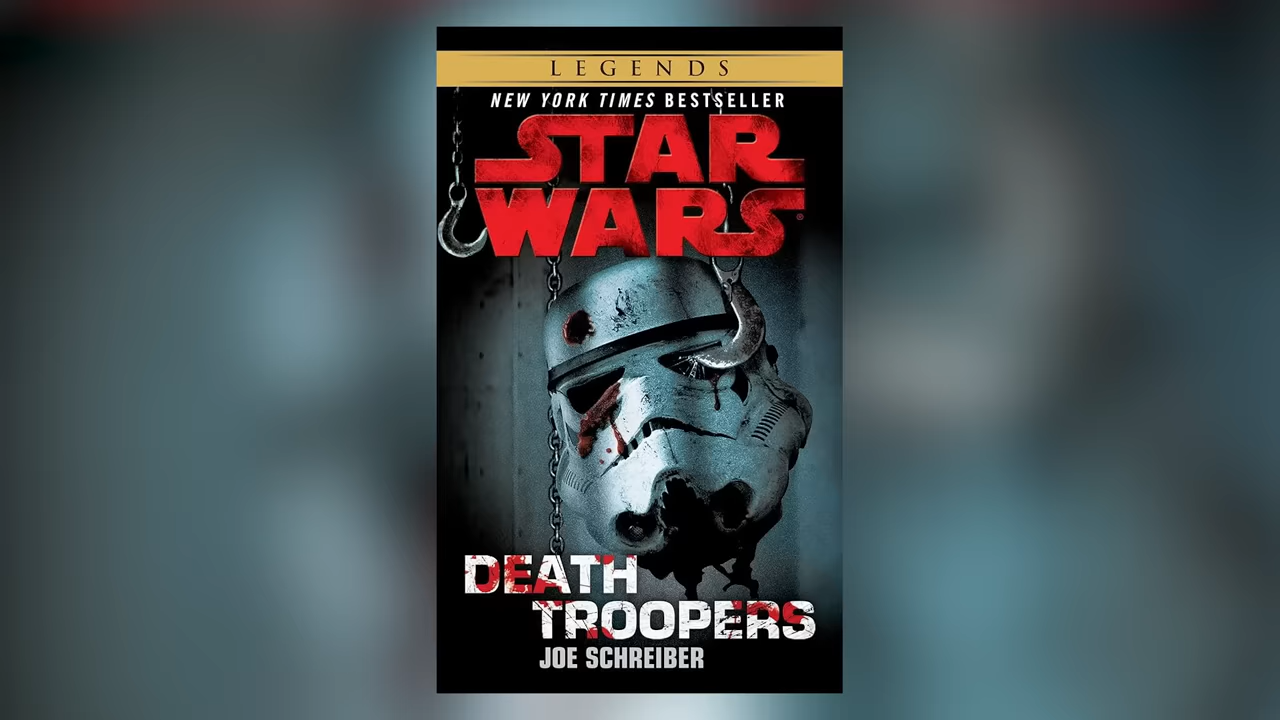 LEGENDS
NEW YORK TIMES BESTSELLER
STAR
WARS
DEATH
TROOPERS
JOE SCHREIBER